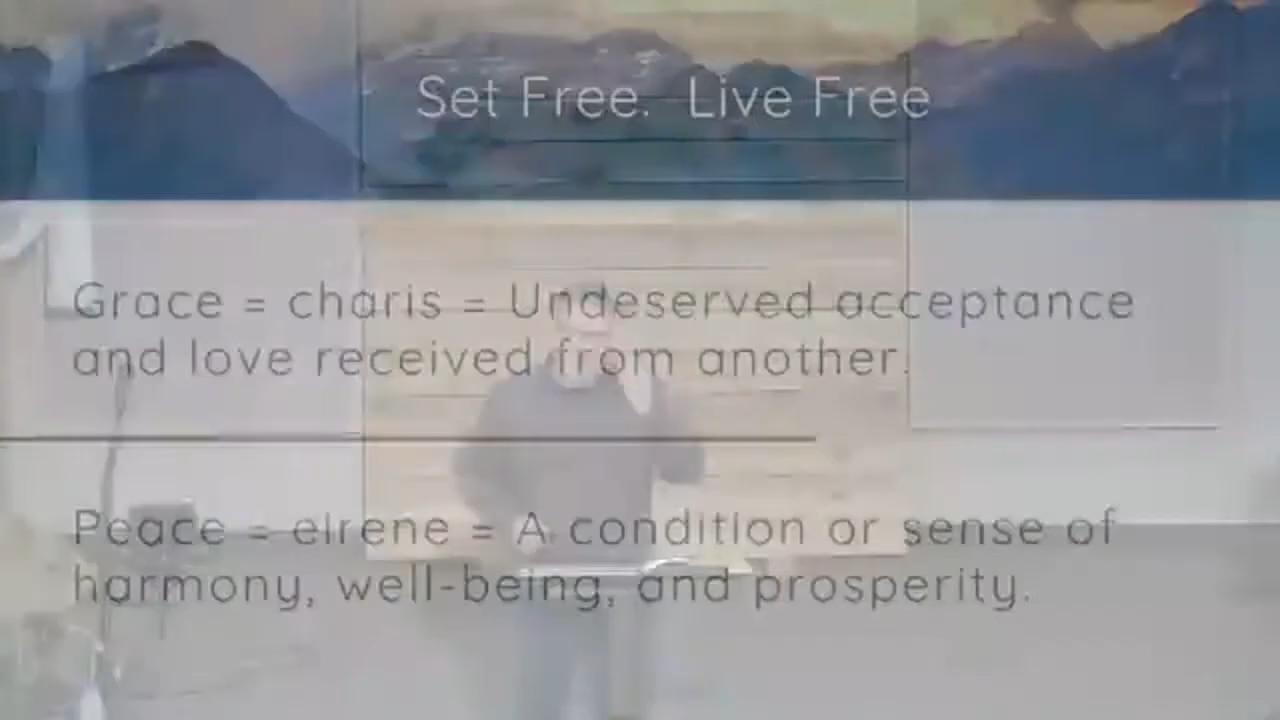 Set Free.  Live Free
Grace = charis = Undeserved acceptance
and love received from another.
Peace = eirene = A condition or sense of
harmony, well-being, and prosperity.